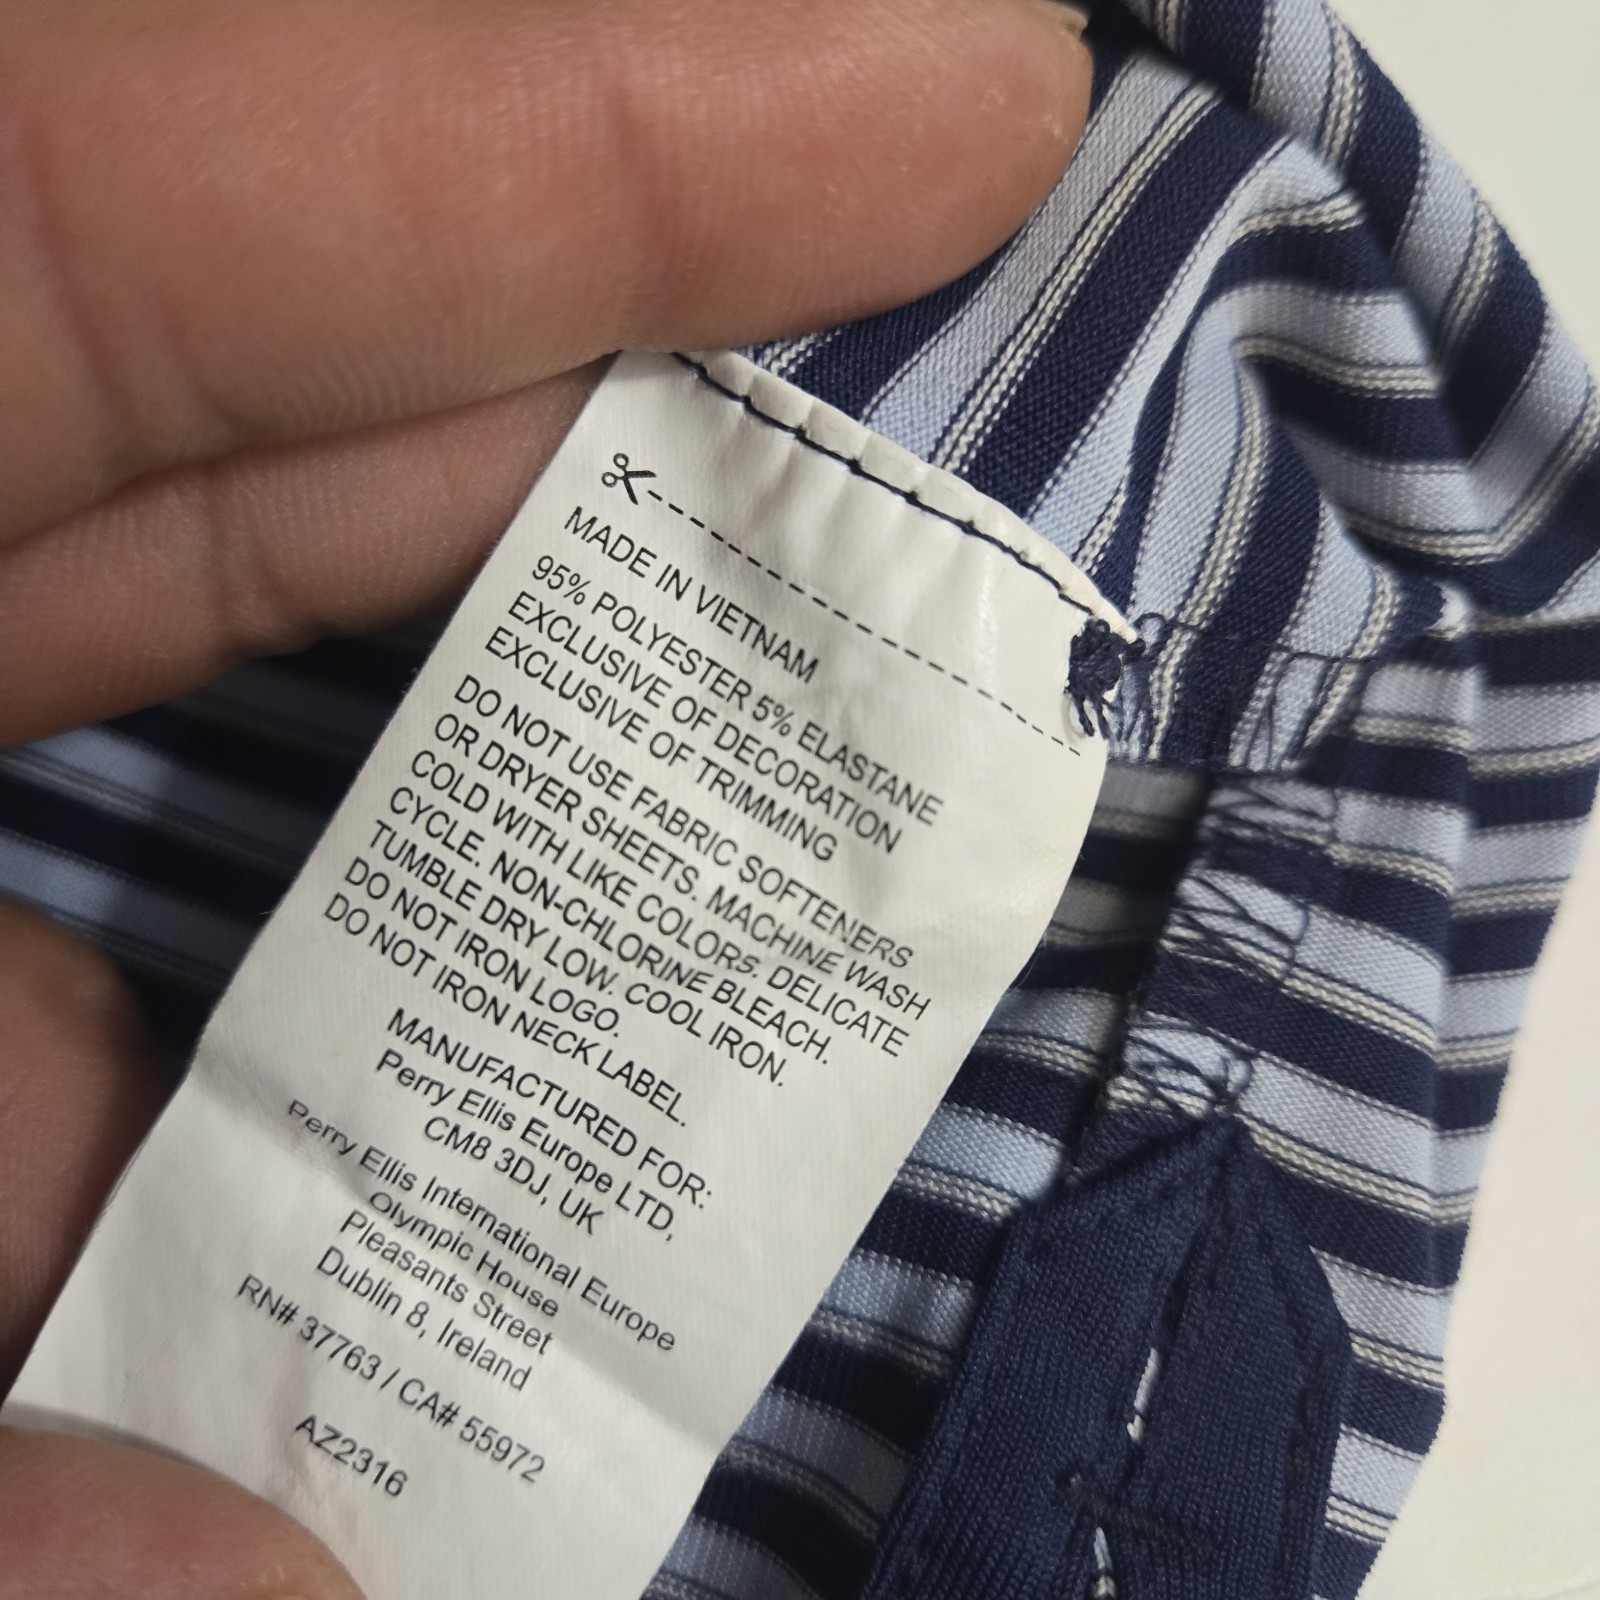 MADE IN VIETNAM
95% POLYESTER 5% ELASTANE
EXCLUSIVE OF DECORATION
EXCLUSIVE OF TRIMMING
DO NOT USE FABRIC SOFTENERS
OR DRYER SHEETS. MACHINE WASH
COLD WITH LIKE COLORS. DELICATE
CYCLE. NON-CHLORINE BLEACH.
TUMBLE DRY LOW. COOL IRON.
DO NOT IRON LOGO.
DO NOT IRON NECK LABEL.
MANUFACTURED FOR:
Perry Ellis Europe LTD,
CM8 3DJ, UK
Perry Ellis International Europe
Olympic House
Pleasants Street
Dublin 8, Ireland
RN# 37763 / CA# 55972
AZ2316